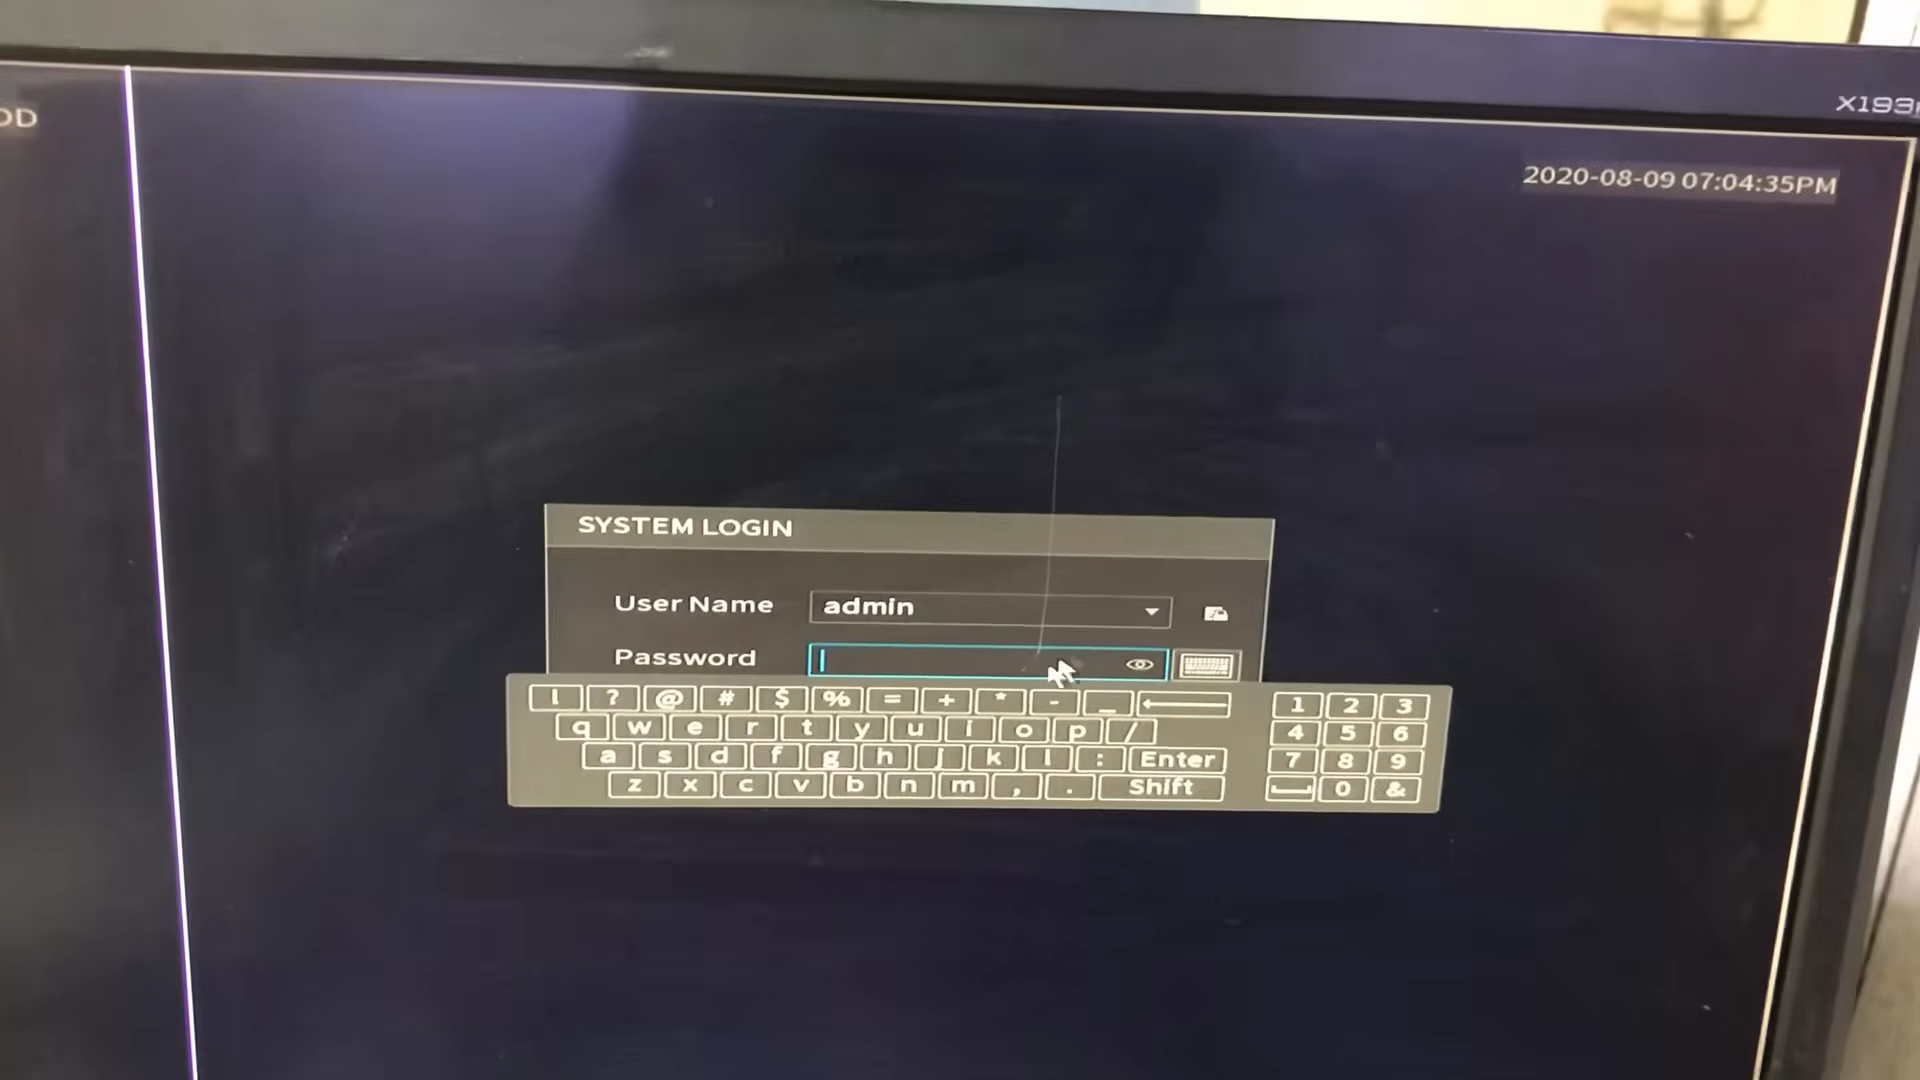 X193
2020-08-09 07:04:35PM
SYSTEM LOGIN
User Name admin
Password
! ? @ # $ % = + * - _ 1 2 3
q w e r t y u i o p / 4 5 6
a s d f g h j k l : Enter 7 8 9
z x c v b n m , . Shift 0 &